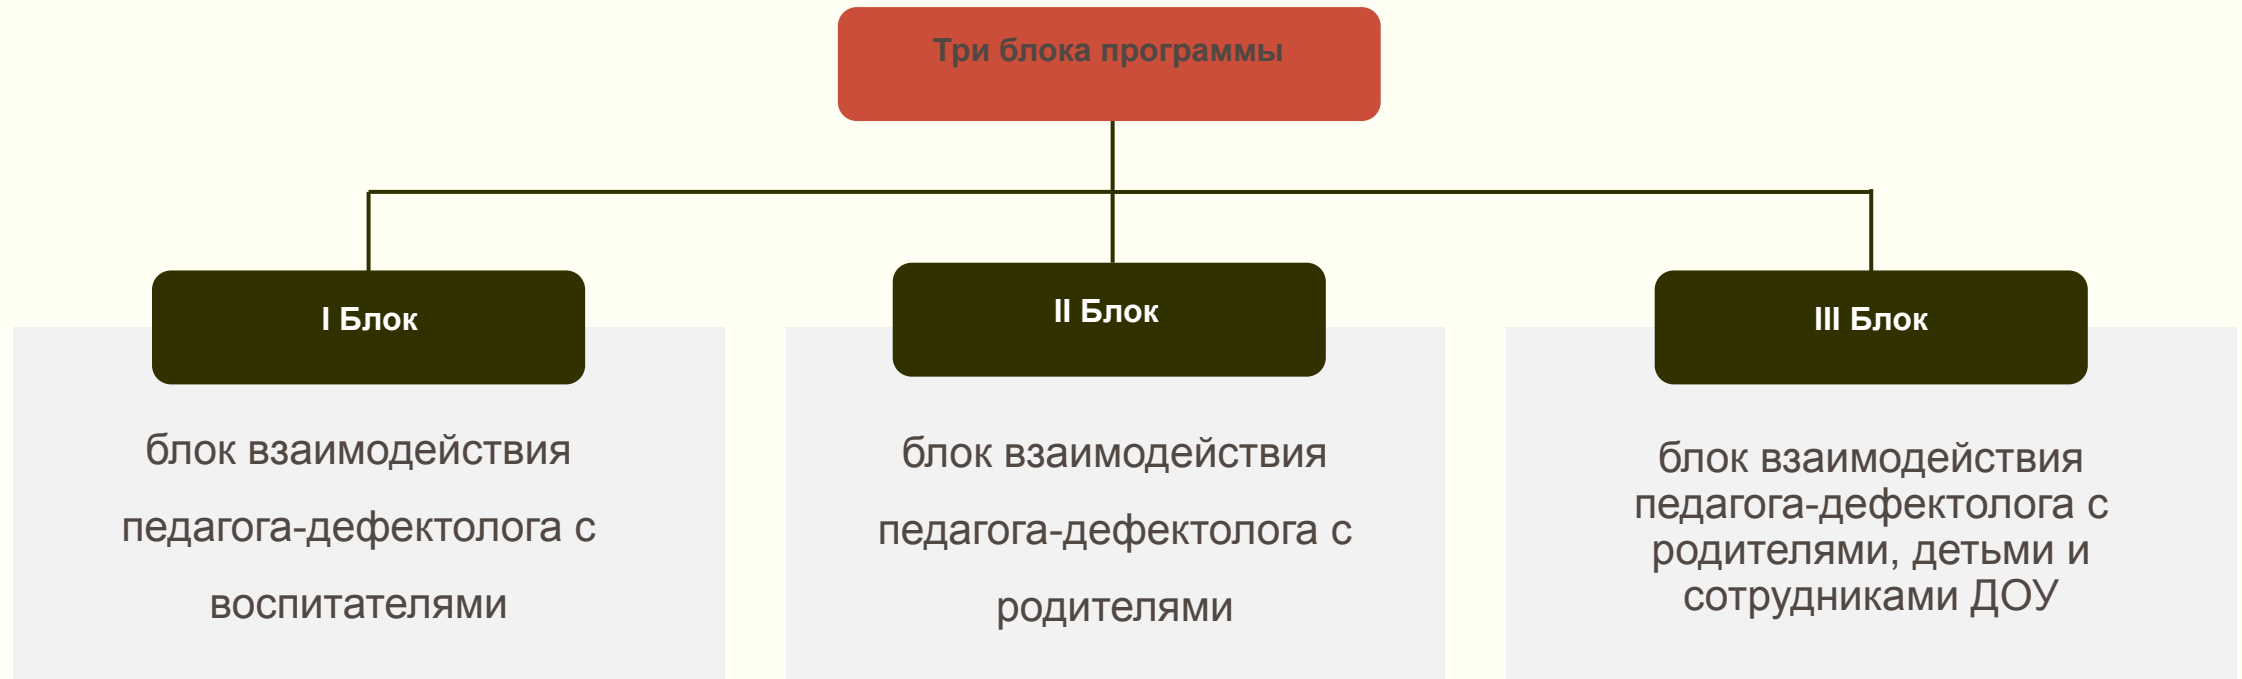 Три блока программы
I Блок
блок взаимодействия
педагога-дефектолога с
воспитателями
II Блок
блок взаимодействия
педагога-дефектолога с
родителями
III Блок
блок взаимодействия
педагога-дефектолога с
родителями, детьми и
сотрудниками ДОУ